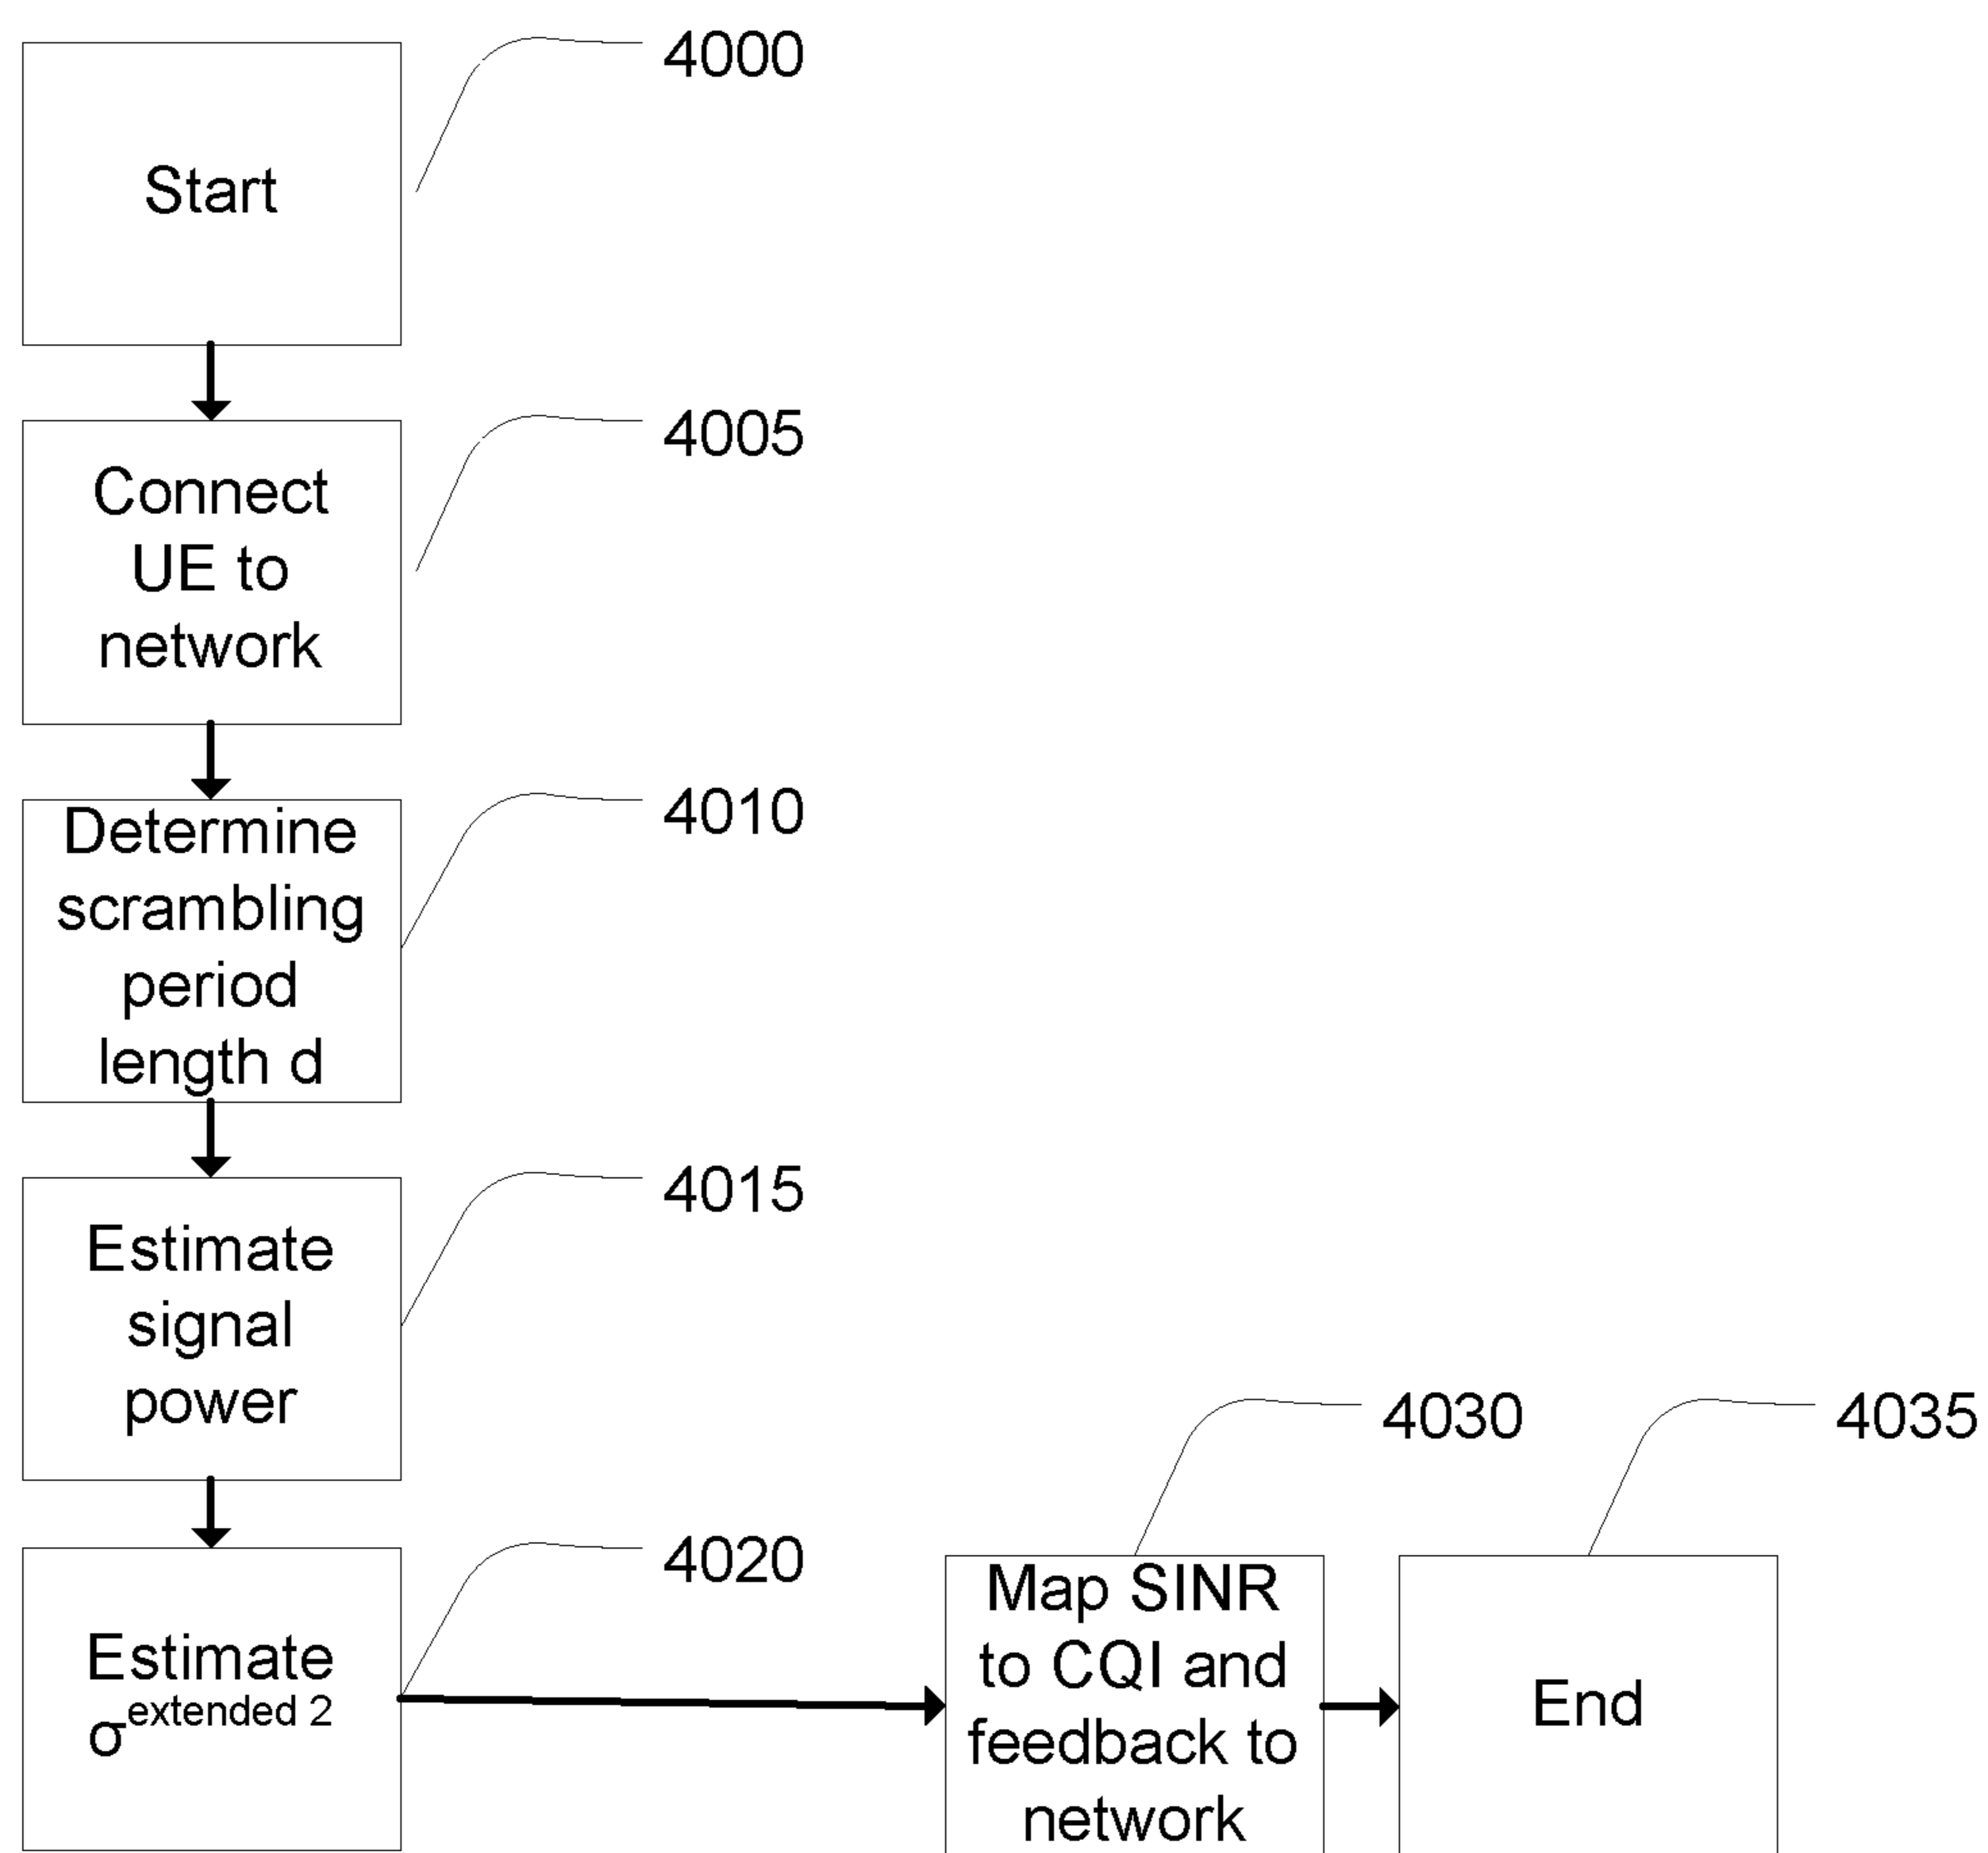 4000
Start
4005
Connect
UE to
network
4010
Determine
scrambling
period
length d
4015
Estimate
signal
power
4020
Estimate
σextended 2
4030
Map SINR
to CQI and
feedback to
network
4035
End